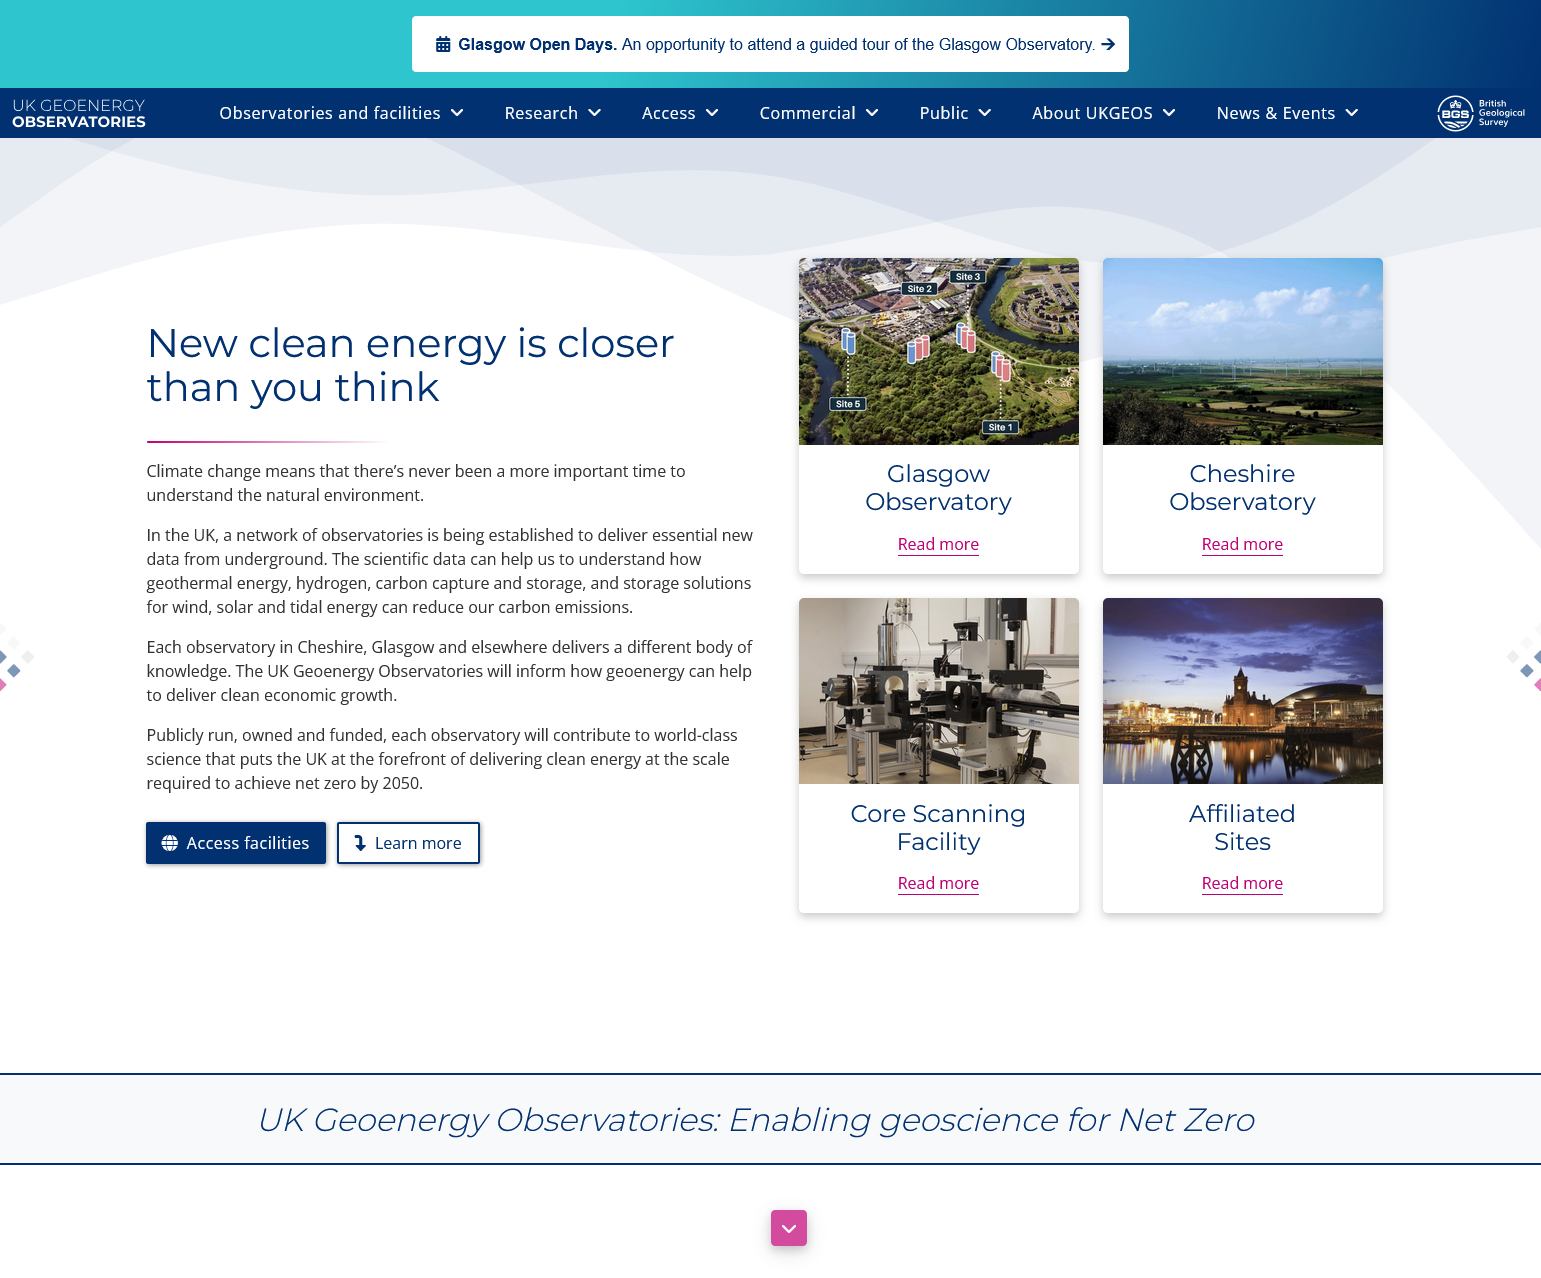 Glasgow Open Days. An opportunity to attend a guided tour of the Glasgow Observatory.
UK GEOENERGY
OBSERVATORIES
Observatories and facilities
Research
Access
Commercial
Public
About UKGEOS
News & Events
BGS
British
Geological
Survey
New clean energy is closer
than you think
Climate change means that there’s never been a more important time to
understand the natural environment.
In the UK, a network of observatories is being established to deliver essential new
data from underground. The scientific data can help us to understand how
geothermal energy, hydrogen, carbon capture and storage, and storage solutions
for wind, solar and tidal energy can reduce our carbon emissions.
Each observatory in Cheshire, Glasgow and elsewhere delivers a different body of
knowledge. The UK Geoenergy Observatories will inform how geoenergy can help
to deliver clean economic growth.
Publicly run, owned and funded, each observatory will contribute to world-class
science that puts the UK at the forefront of delivering clean energy at the scale
required to achieve net zero by 2050.
Access facilities
Learn more
Site 3
Site 2
Site 5
Site 1
Glasgow
Observatory
Read more
Cheshire
Observatory
Read more
Core Scanning
Facility
Read more
Affiliated
Sites
Read more
UK Geoenergy Observatories: Enabling geoscience for Net Zero